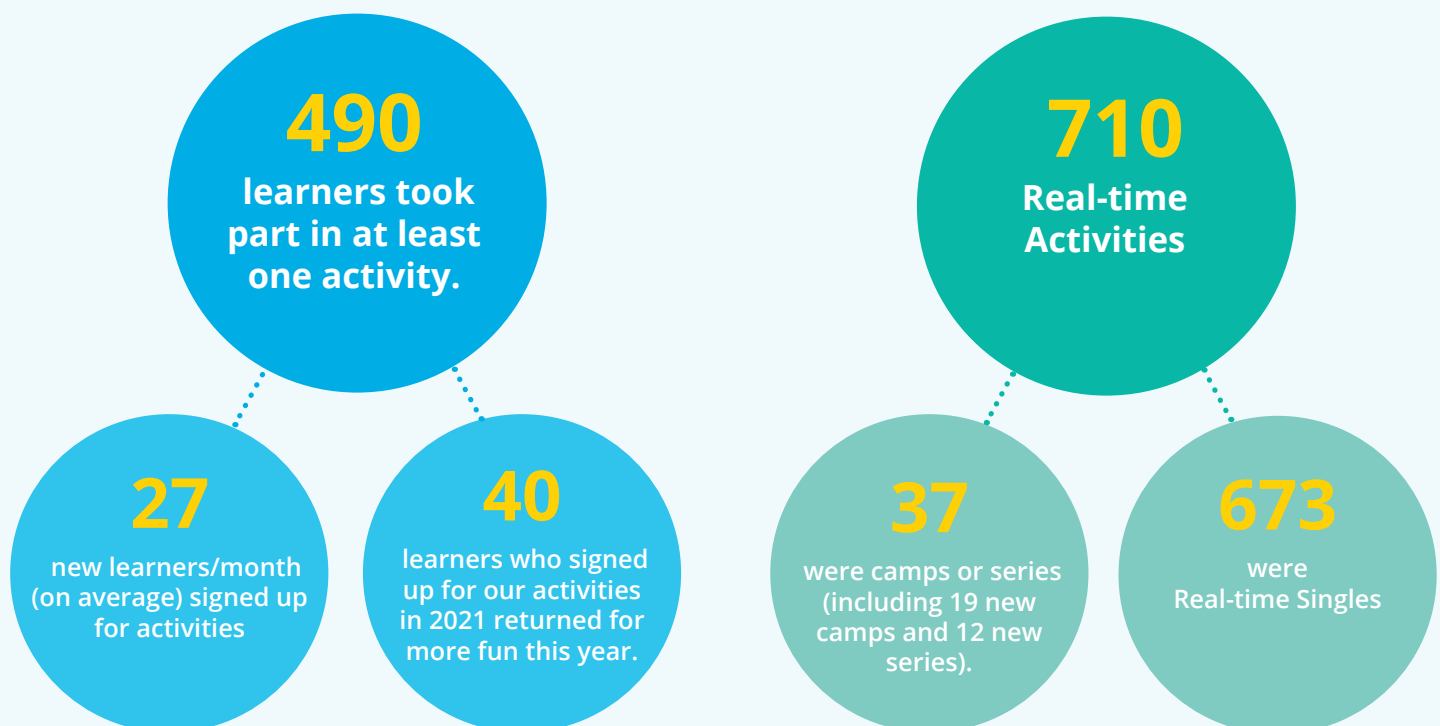 490
learners took
part in at least
one activity.
27
new learners/month
(on average) signed up
for activities
40
learners who signed
up for our activities
in 2021 returned for
more fun this year.
710
Real-time
Activities
37
were camps or series
(including 19 new
camps and 12 new
series).
673
were
Real-time Singles